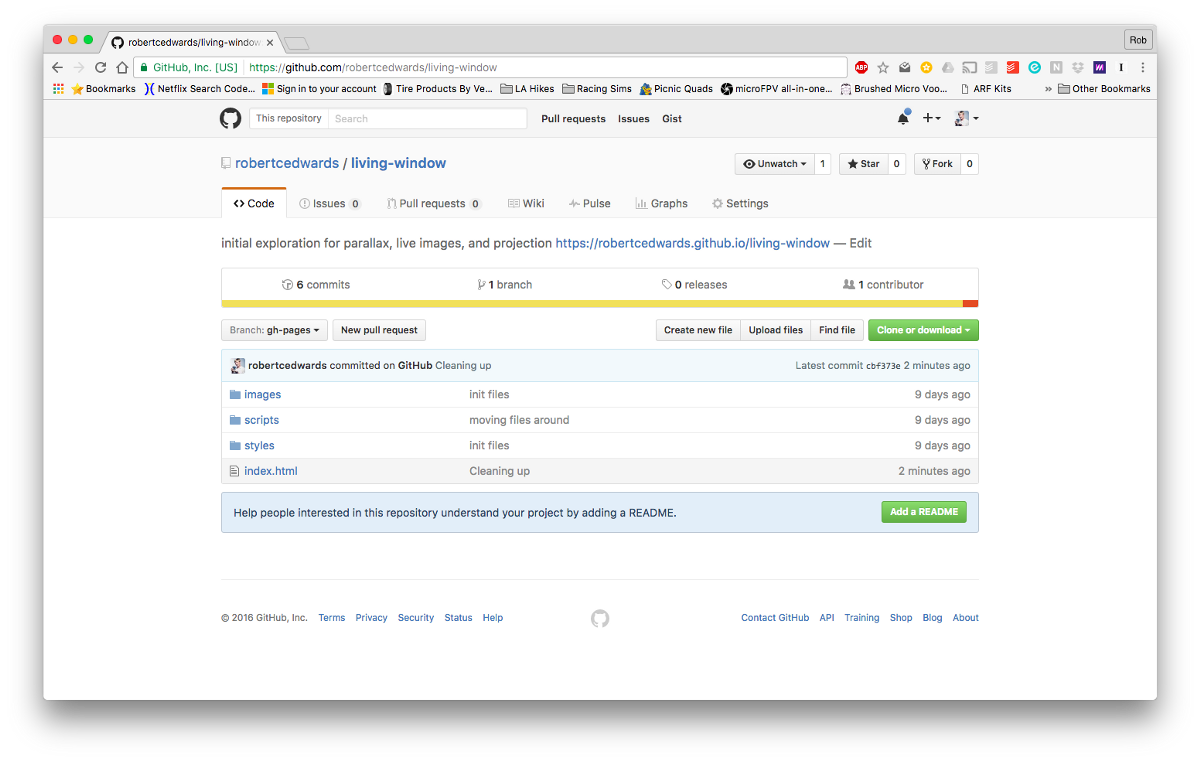 robertcedwards/living-window
Rob
GitHub, Inc. [US] https://github.com/robertcedwards/living-window
ABP
Bookmarks Netflix Search Code... Sign in to your account Tire Products By Ve... LA Hikes Racing Sims Picnic Quads microFPV all-in-one... Brushed Micro Voo... ARF Kits » Other Bookmarks
This repository Search Pull requests Issues Gist
robertcedwards / living-window Unwatch 1 Star 0 Fork 0
Code Issues 0 Pull requests 0 Wiki Pulse Graphs Settings
initial exploration for parallax, live images, and projection https://robertcedwards.github.io/living-window — Edit
6 commits 1 branch 0 releases 1 contributor
Branch: gh-pages New pull request Create new file Upload files Find file Clone or download
robertcedwards committed on GitHub Cleaning up Latest commit cbf373e 2 minutes ago
images init files 9 days ago
scripts moving files around 9 days ago
styles init files 9 days ago
index.html Cleaning up 2 minutes ago
Help people interested in this repository understand your project by adding a README. Add a README
© 2016 GitHub, Inc. Terms Privacy Security Status Help Contact GitHub API Training Shop Blog About